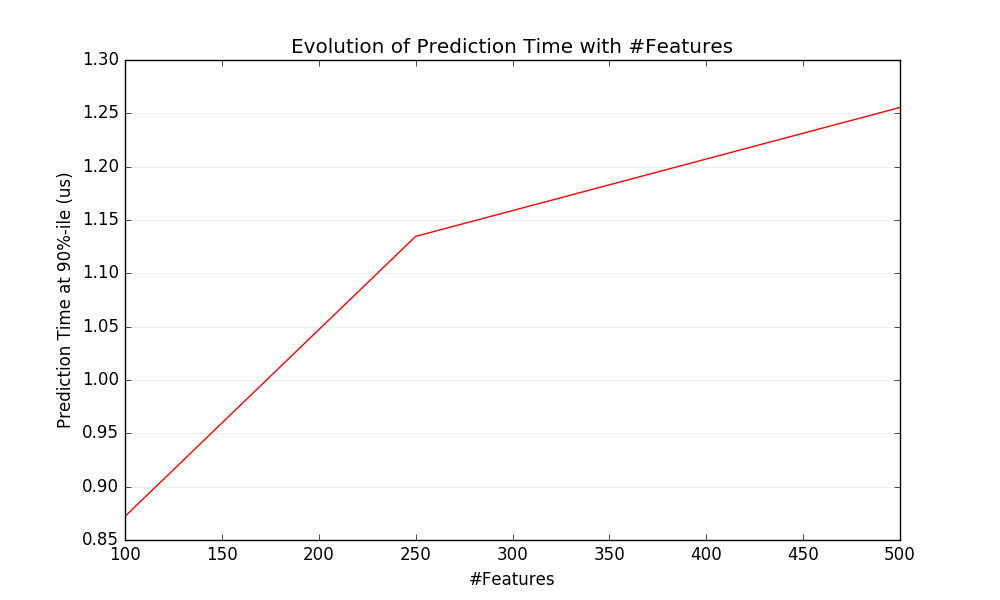 Evolution of Prediction Time with #Features
Prediction Time at 90%-ile (us)
1.30
1.25
1.20
1.15
1.10
1.05
1.00
0.95
0.90
0.85
100 150 200 250 300 350 400 450 500
#Features